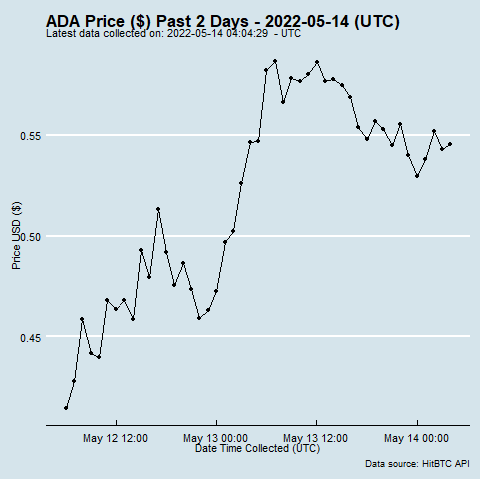 ADA Price ($) Past 2 Days - 2022-05-14 (UTC)
Latest data collected on: 2022-05-14 04:04:29 - UTC
0.55
0.50
0.45
Price USD ($)
May 12 12:00
May 13 00:00
May 13 12:00
May 14 00:00
Date Time Collected (UTC)
Data source: HitBTC API